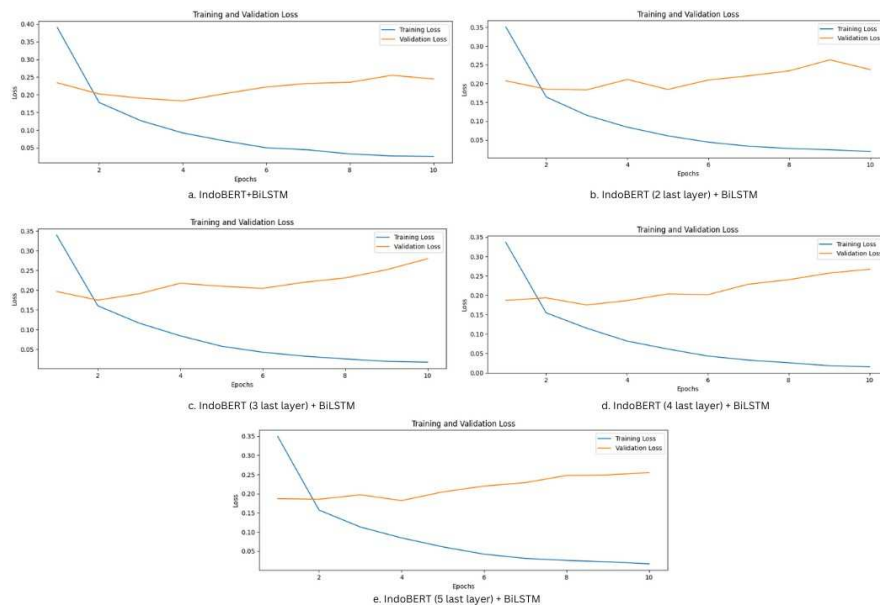 Training and Validation Loss
Training Loss
Validation Loss
0.40
0.35
0.30
0.25
0.20
0.15
0.10
0.05
Loss
2
4
6
8
10
Epochs
a. IndoBERT+BiLSTM
Training and Validation Loss
Training Loss
Validation Loss
0.35
0.30
0.25
0.20
0.15
0.10
0.05
Loss
2
4
6
8
10
Epochs
b. IndoBERT (2 last layer) + BiLSTM
Training and Validation Loss
Training Loss
Validation Loss
0.35
0.30
0.25
0.20
0.15
0.10
0.05
Loss
2
4
6
8
10
Epochs
c. IndoBERT (3 last layer) + BiLSTM
Training and Validation Loss
Training Loss
Validation Loss
0.35
0.30
0.25
0.20
0.15
0.10
0.05
0.00
Loss
2
4
6
8
10
Epochs
d. IndoBERT (4 last layer) + BiLSTM
Training and Validation Loss
Training Loss
Validation Loss
0.35
0.30
0.25
0.20
0.15
0.10
0.05
Loss
2
4
6
8
10
Epochs
e. IndoBERT (5 last layer) + BiLSTM